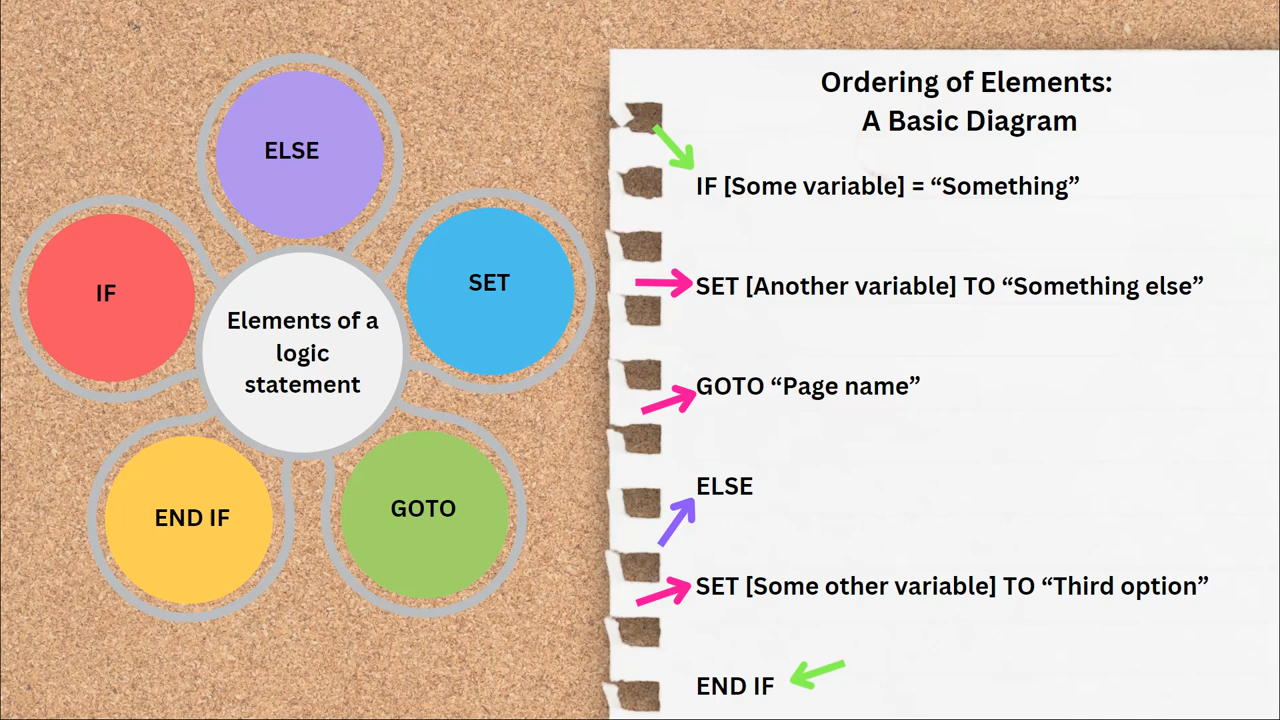 ELSE
IF
SET
Elements of a
logic
statement
END IF
GOTO
Ordering of Elements:
A Basic Diagram
IF [Some variable] = “Something”
SET [Another variable] TO “Something else”
GOTO “Page name”
ELSE
SET [Some other variable] TO “Third option”
END IF